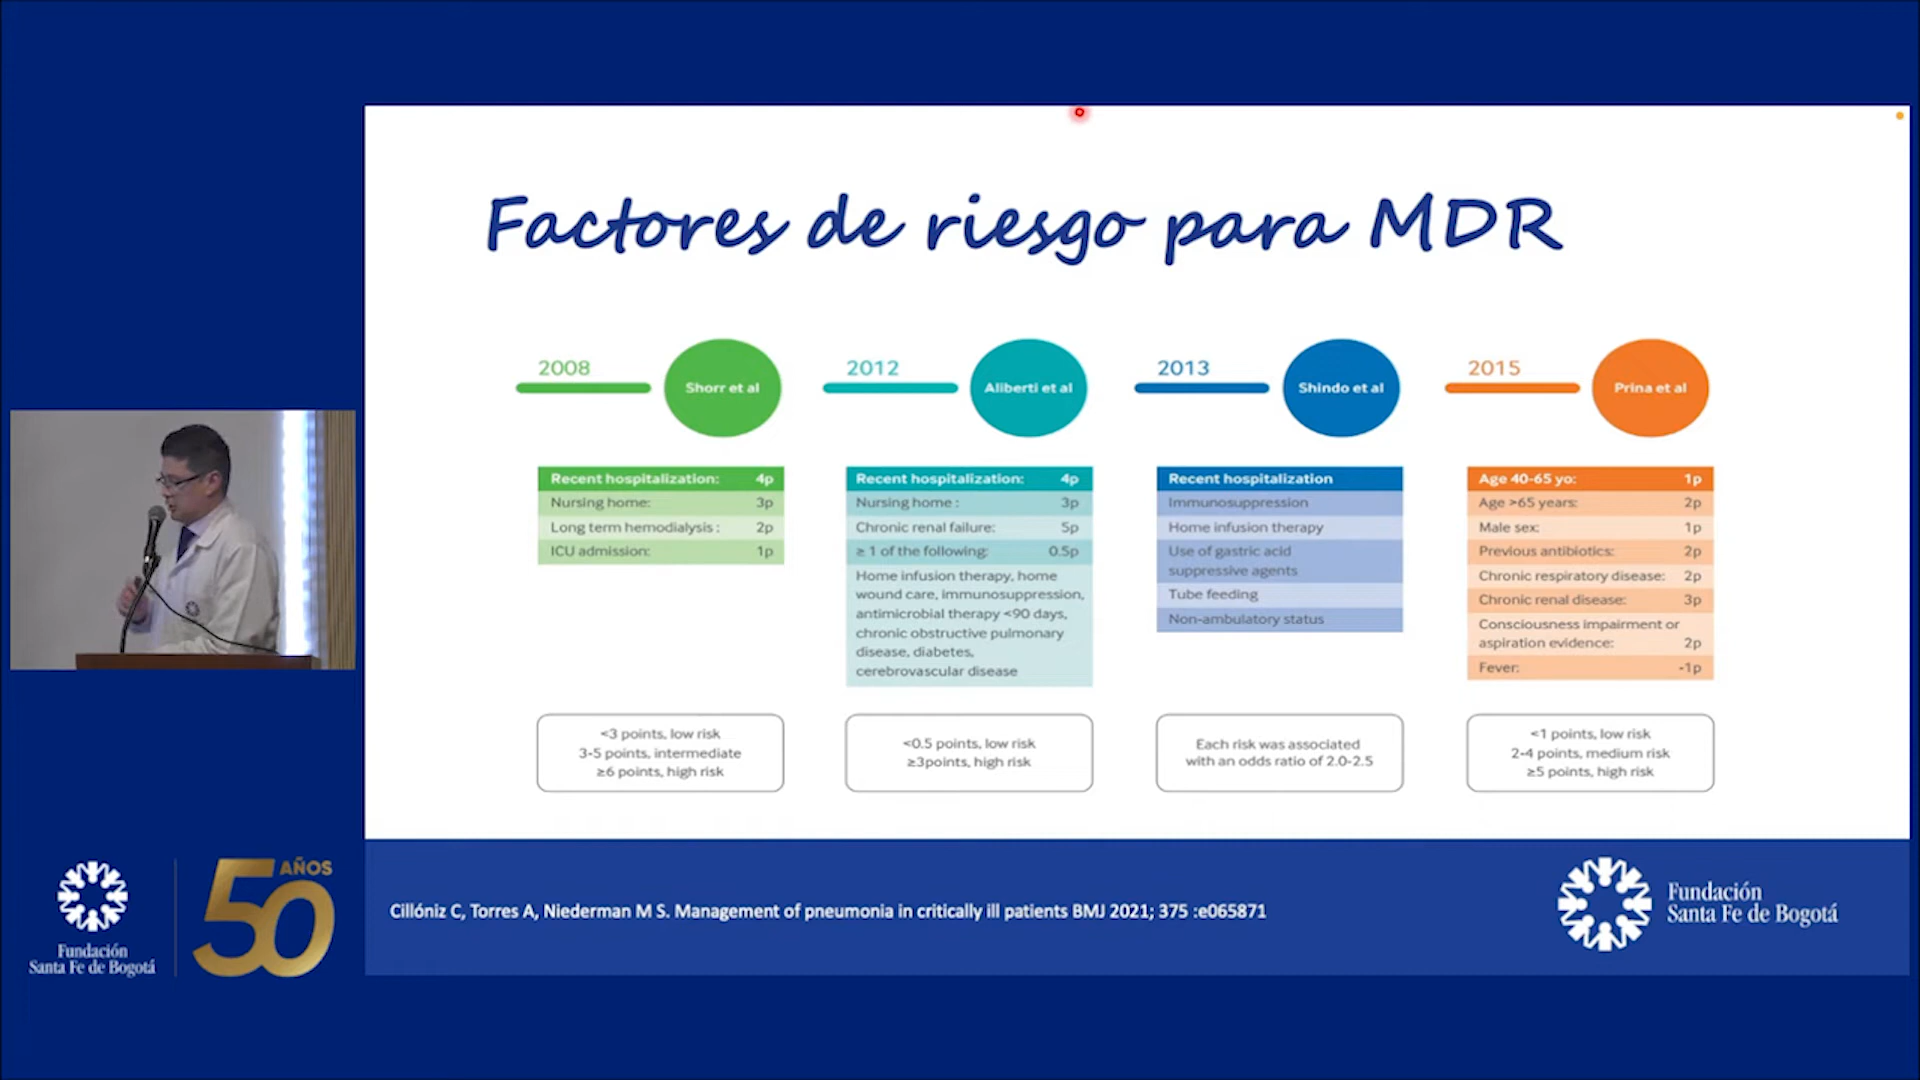 Factores de riesgo para MDR
2008
Shorr et al
Recent hospitalization: 4p
Nursing home: 3p
Long term hemodialysis : 2p
ICU admission: 1p
<3 points, low risk
3-5 points, intermediate
≥6 points, high risk
2012
Aliberti et al
Recent hospitalization: 4p
Nursing home : 3p
Chronic renal failure: 5p
≥ 1 of the following: 0.5p
Home infusion therapy, home
wound care, immunosuppression,
antimicrobial therapy <90 days,
chronic obstructive pulmonary
disease, diabetes,
cerebrovascular disease
<0.5 points, low risk
≥3points, high risk
2013
Shindo et al
Recent hospitalization
Immunosuppression
Home infusion therapy
Use of gastric acid
suppressive agents
Tube feeding
Non-ambulatory status
Each risk was associated
with an odds ratio of 2.0-2.5
2015
Prina et al
Age 40-65 yo: 1p
Age >65 years: 2p
Male sex: 1p
Previous antibiotics: 2p
Chronic respiratory disease: 2p
Chronic renal disease: 3p
Consciousness impairment or
aspiration evidence: 2p
Fever: -1p
<1 points, low risk
2-4 points, medium risk
≥5 points, high risk
Fundación
Santa Fe de Bogotá
50 AÑOS
Cillóniz C, Torres A, Niederman M S. Management of pneumonia in critically ill patients BMJ 2021; 375 :e065871
Fundación
Santa Fe de Bogotá